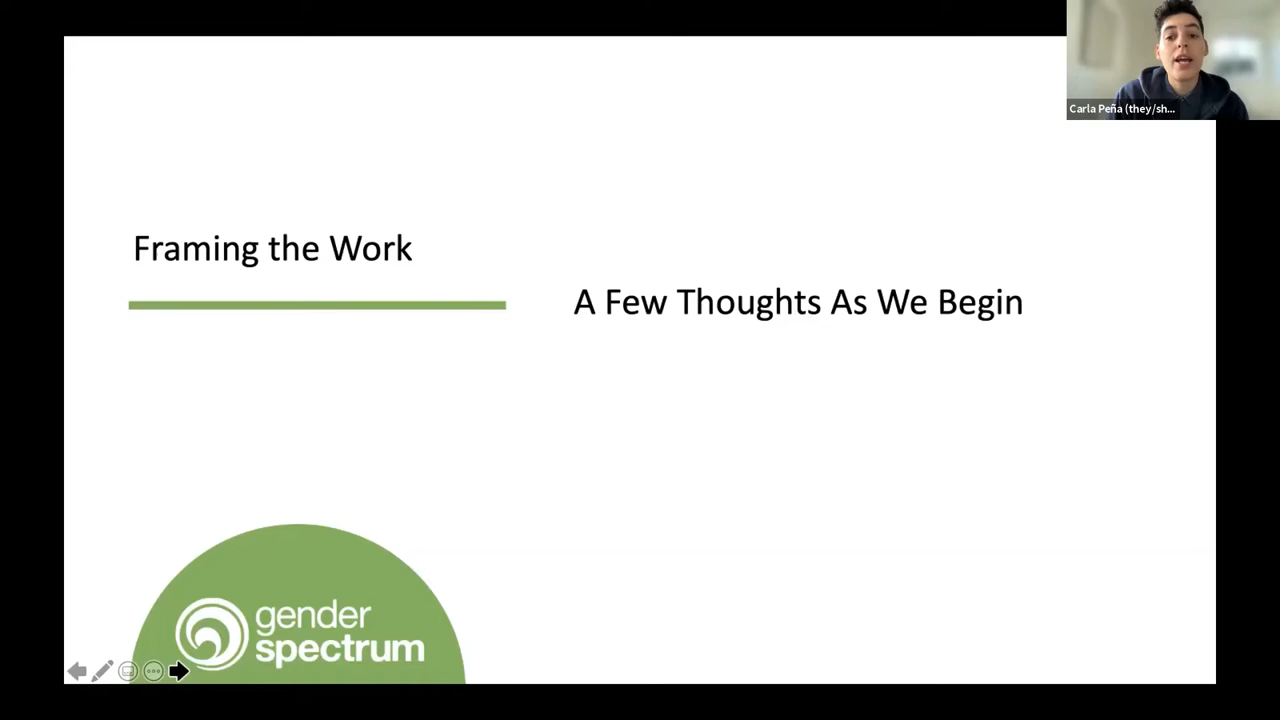 Carla Peña (they/sh...
Framing the Work
A Few Thoughts As We Begin
gender
spectrum